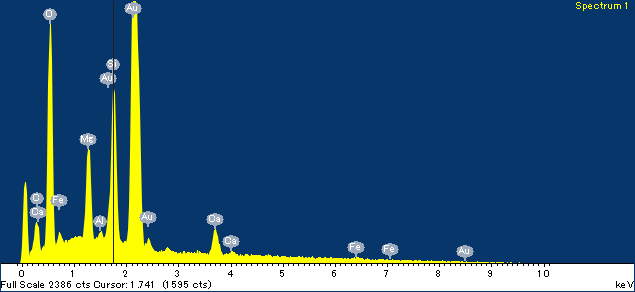 Spectrum 1
O
Au
Si
Au
Mg
C
Ca
Fe
Al
Au
Ca
Ca
Fe
Fe
Au
0 1 2 3 4 5 6 7 8 9 10
Full Scale 2386 cts Cursor: 1.741 (1595 cts) keV